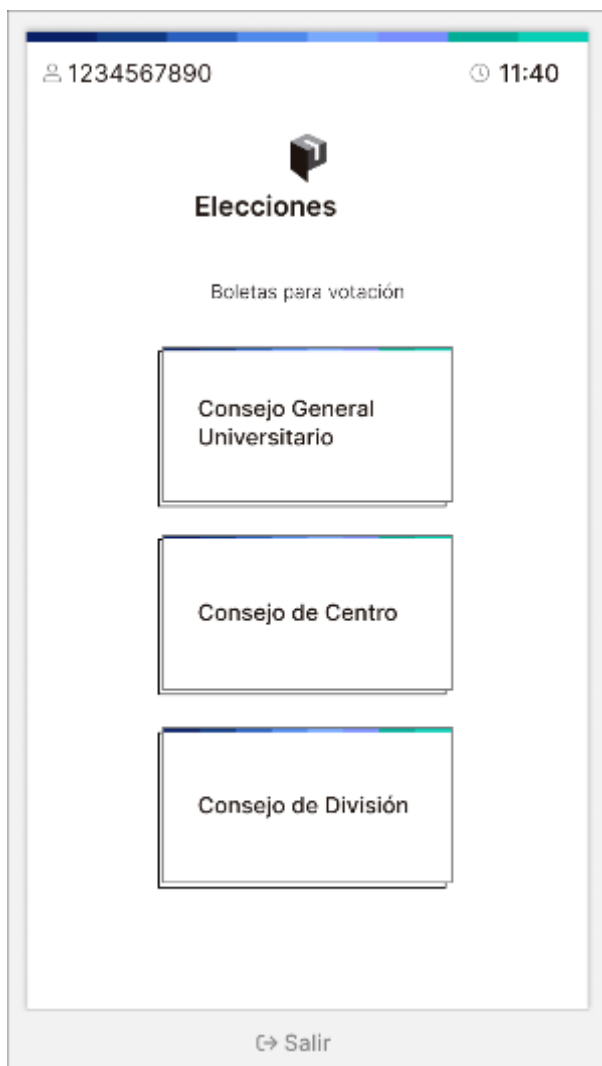 1234567890
11:40
Elecciones
Boletas para votación
Consejo General
Universitario
Consejo de Centro
Consejo de División
Salir